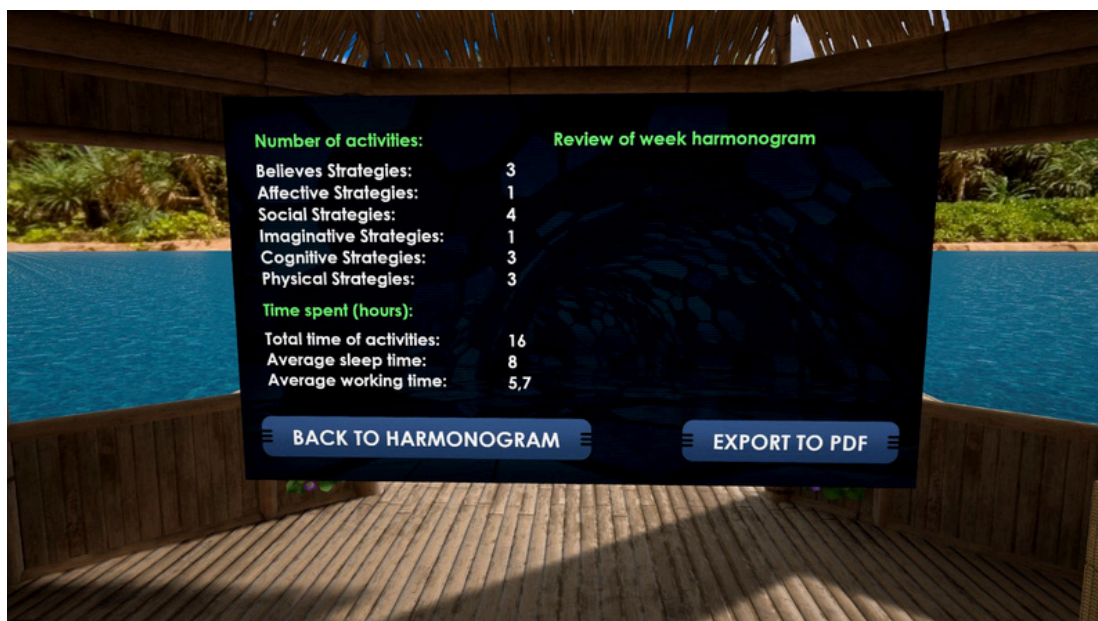 Number of activities:
Review of week harmonogram
Believes Strategies: 3
Affective Strategies: 1
Social Strategies: 4
Imaginative Strategies: 1
Cognitive Strategies: 3
Physical Strategies: 3
Time spent (hours):
Total time of activities: 16
Average sleep time: 8
Average working time: 5,7
BACK TO HARMONOGRAM
EXPORT TO PDF